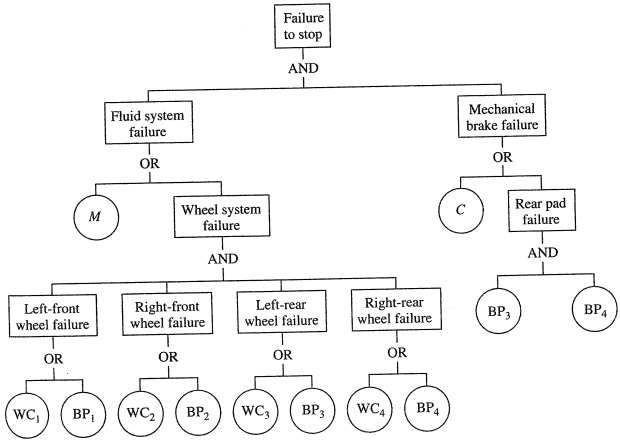 Failure
to stop
AND
Fluid system
failure
Mechanical
brake failure
OR
OR
M
Wheel system
failure
C
Rear pad
failure
AND
AND
Left-front
wheel failure
Right-front
wheel failure
Left-rear
wheel failure
Right-rear
wheel failure
BP3
BP4
OR
OR
OR
OR
WC1
BP1
WC2
BP2
WC3
BP3
WC4
BP4